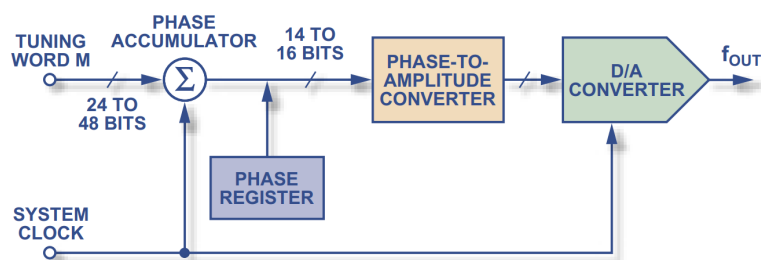 PHASE
ACCUMULATOR
TUNING
WORD M
Σ
24 TO
48 BITS
14 TO
16 BITS
PHASE-TO-
AMPLITUDE
CONVERTER
D/A
CONVERTER
fOUT
PHASE
REGISTER
SYSTEM
CLOCK